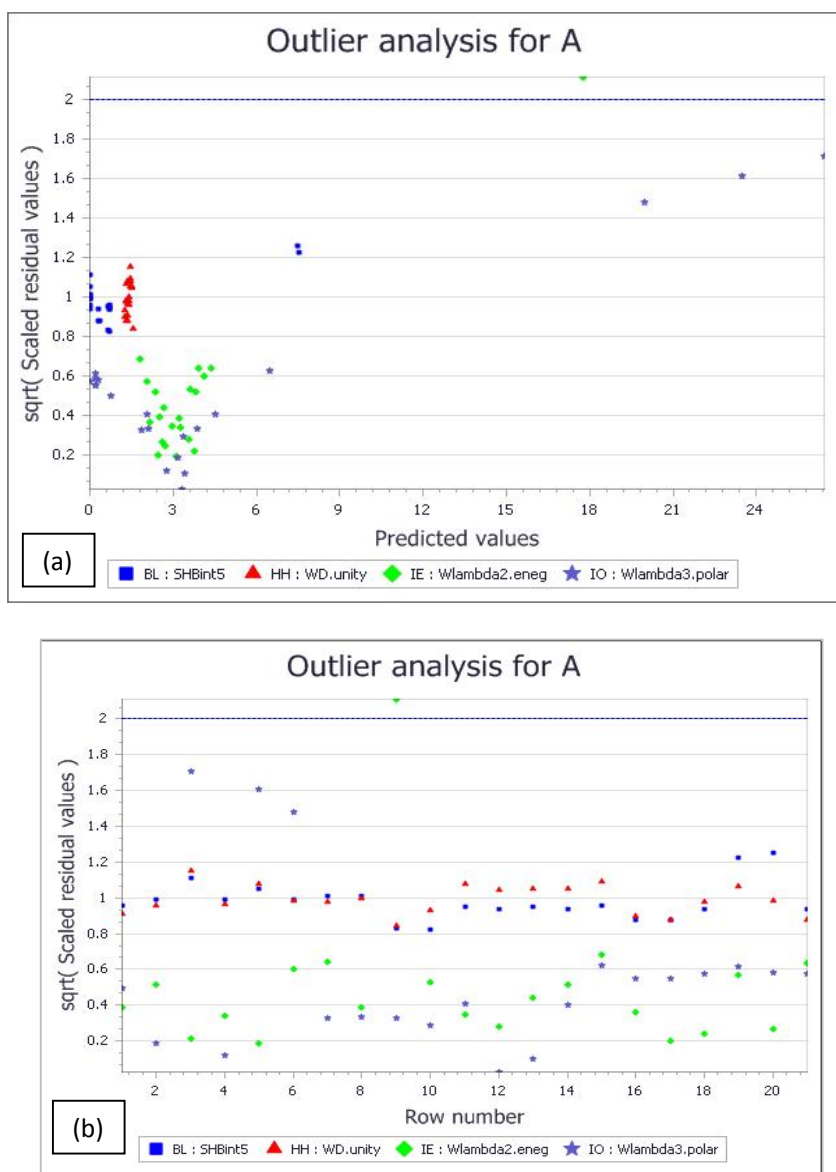 Outlier analysis for A
sqrt( Scaled residual values )
2
1.8
1.6
1.4
1.2
1
0.8
0.6
0.4
0.2
0 3 6 9 12 15 18 21 24
Predicted values
(a)
BL : SHBint5 HH : WD.unity IE : Wlambda2.eneg IO : Wlambda3.polar
Outlier analysis for A
sqrt( Scaled residual values )
2
1.8
1.6
1.4
1.2
1
0.8
0.6
0.4
0.2
2 4 6 8 10 12 14 16 18 20
Row number
(b)
BL : SHBint5 HH : WD.unity IE : Wlambda2.eneg IO : Wlambda3.polar